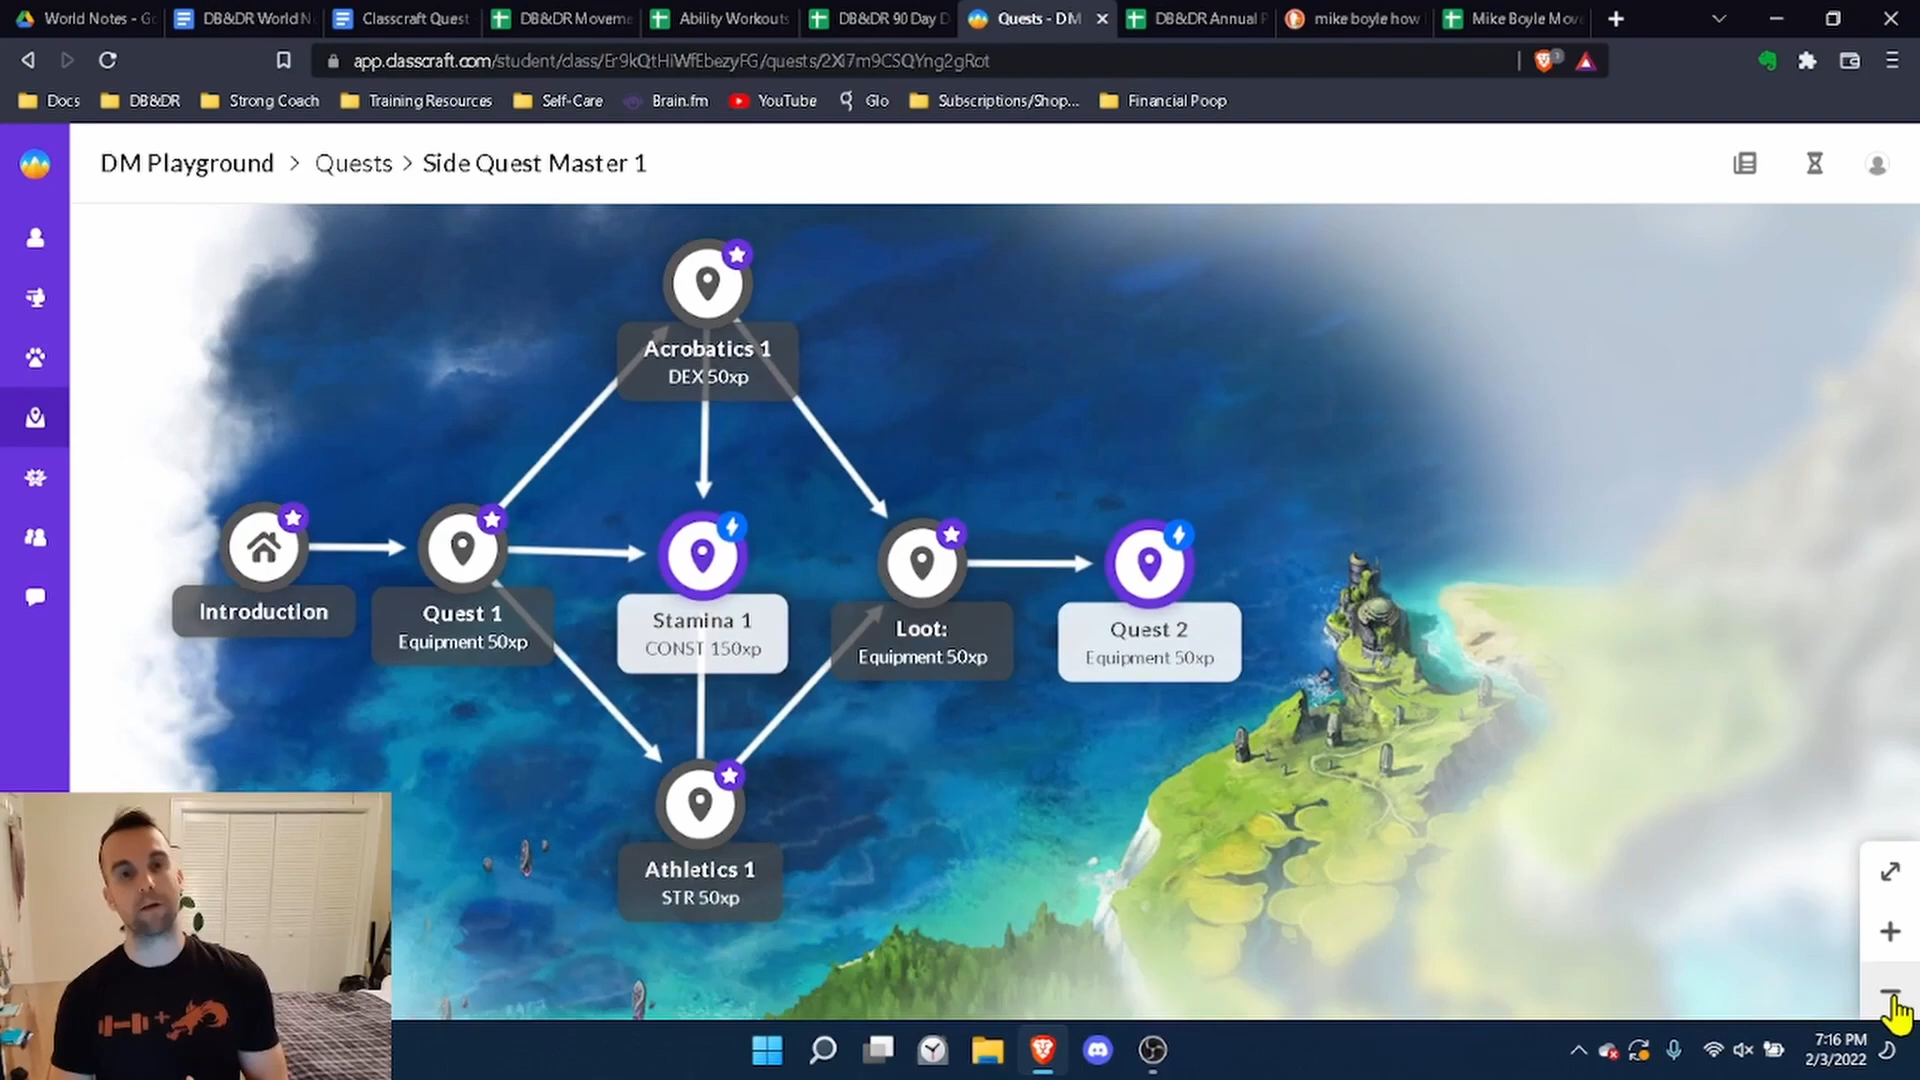 World Notes - G
DB&DR World N
Classcraft Quest
DB&DR Moveme
Ability Workouts
DB&DR 90 Day D
Quests - DM
DB&DR Annual P
mike boyle how
Mike Boyle Mov
app.classcraft.com/student/class/Er9kQtHiWfEbezyFG/quests/2Xi7m9CSQYng2gRot
1
Docs
DB&DR
Strong Coach
Training Resources
Self-Care
Brain.fm
YouTube
Glo
Subscriptions/Shop...
Financial Poop
DM Playground > Quests > Side Quest Master 1
Acrobatics 1
DEX 50xp
Introduction
Quest 1
Equipment 50xp
Stamina 1
CONST 150xp
Loot:
Equipment 50xp
Quest 2
Equipment 50xp
Athletics 1
STR 50xp
7:16 PM
2/3/2022